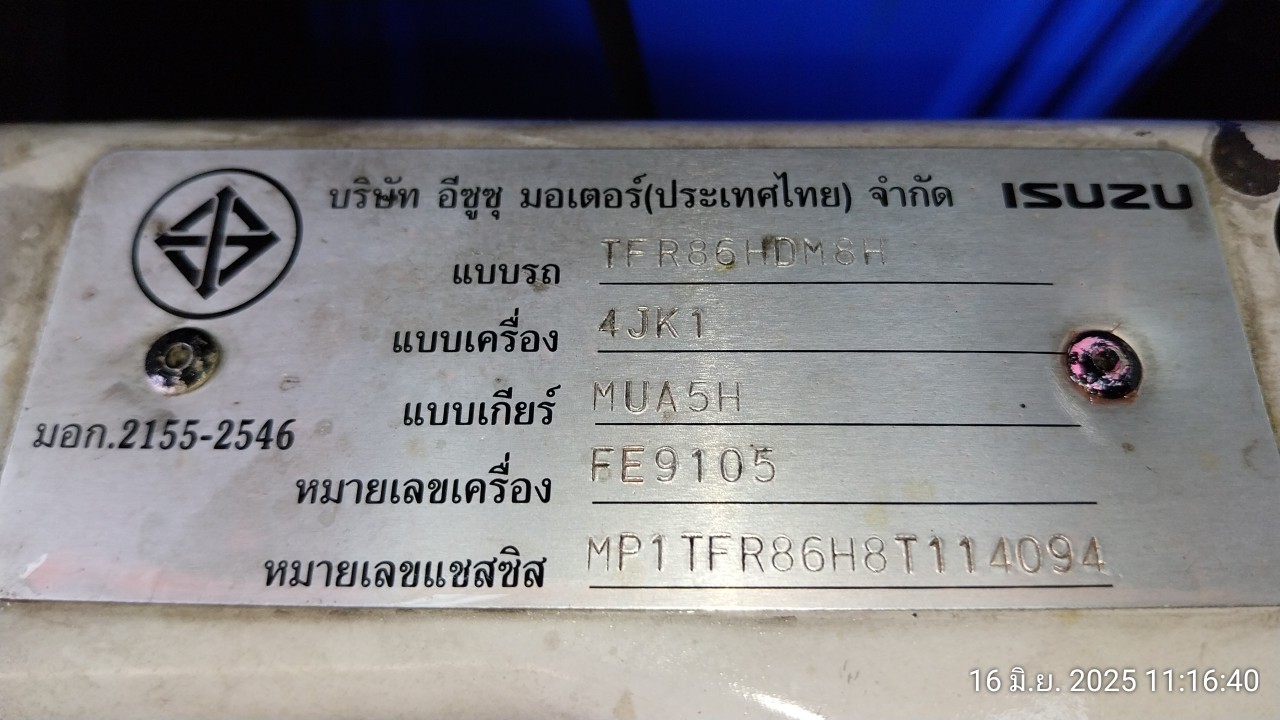 บริษัท อีซูซุ มอเตอร์(ประเทศไทย) จำกัด ISUZU
แบบรถ TFR86HDM8H
แบบเครื่อง 4JK1
แบบเกียร์ MUA5H
มอก.2155-2546
หมายเลขเครื่อง FE9105
หมายเลขแชสซิส MP1TFR86H8T114094
16 มิ.ย. 2025 11:16:40